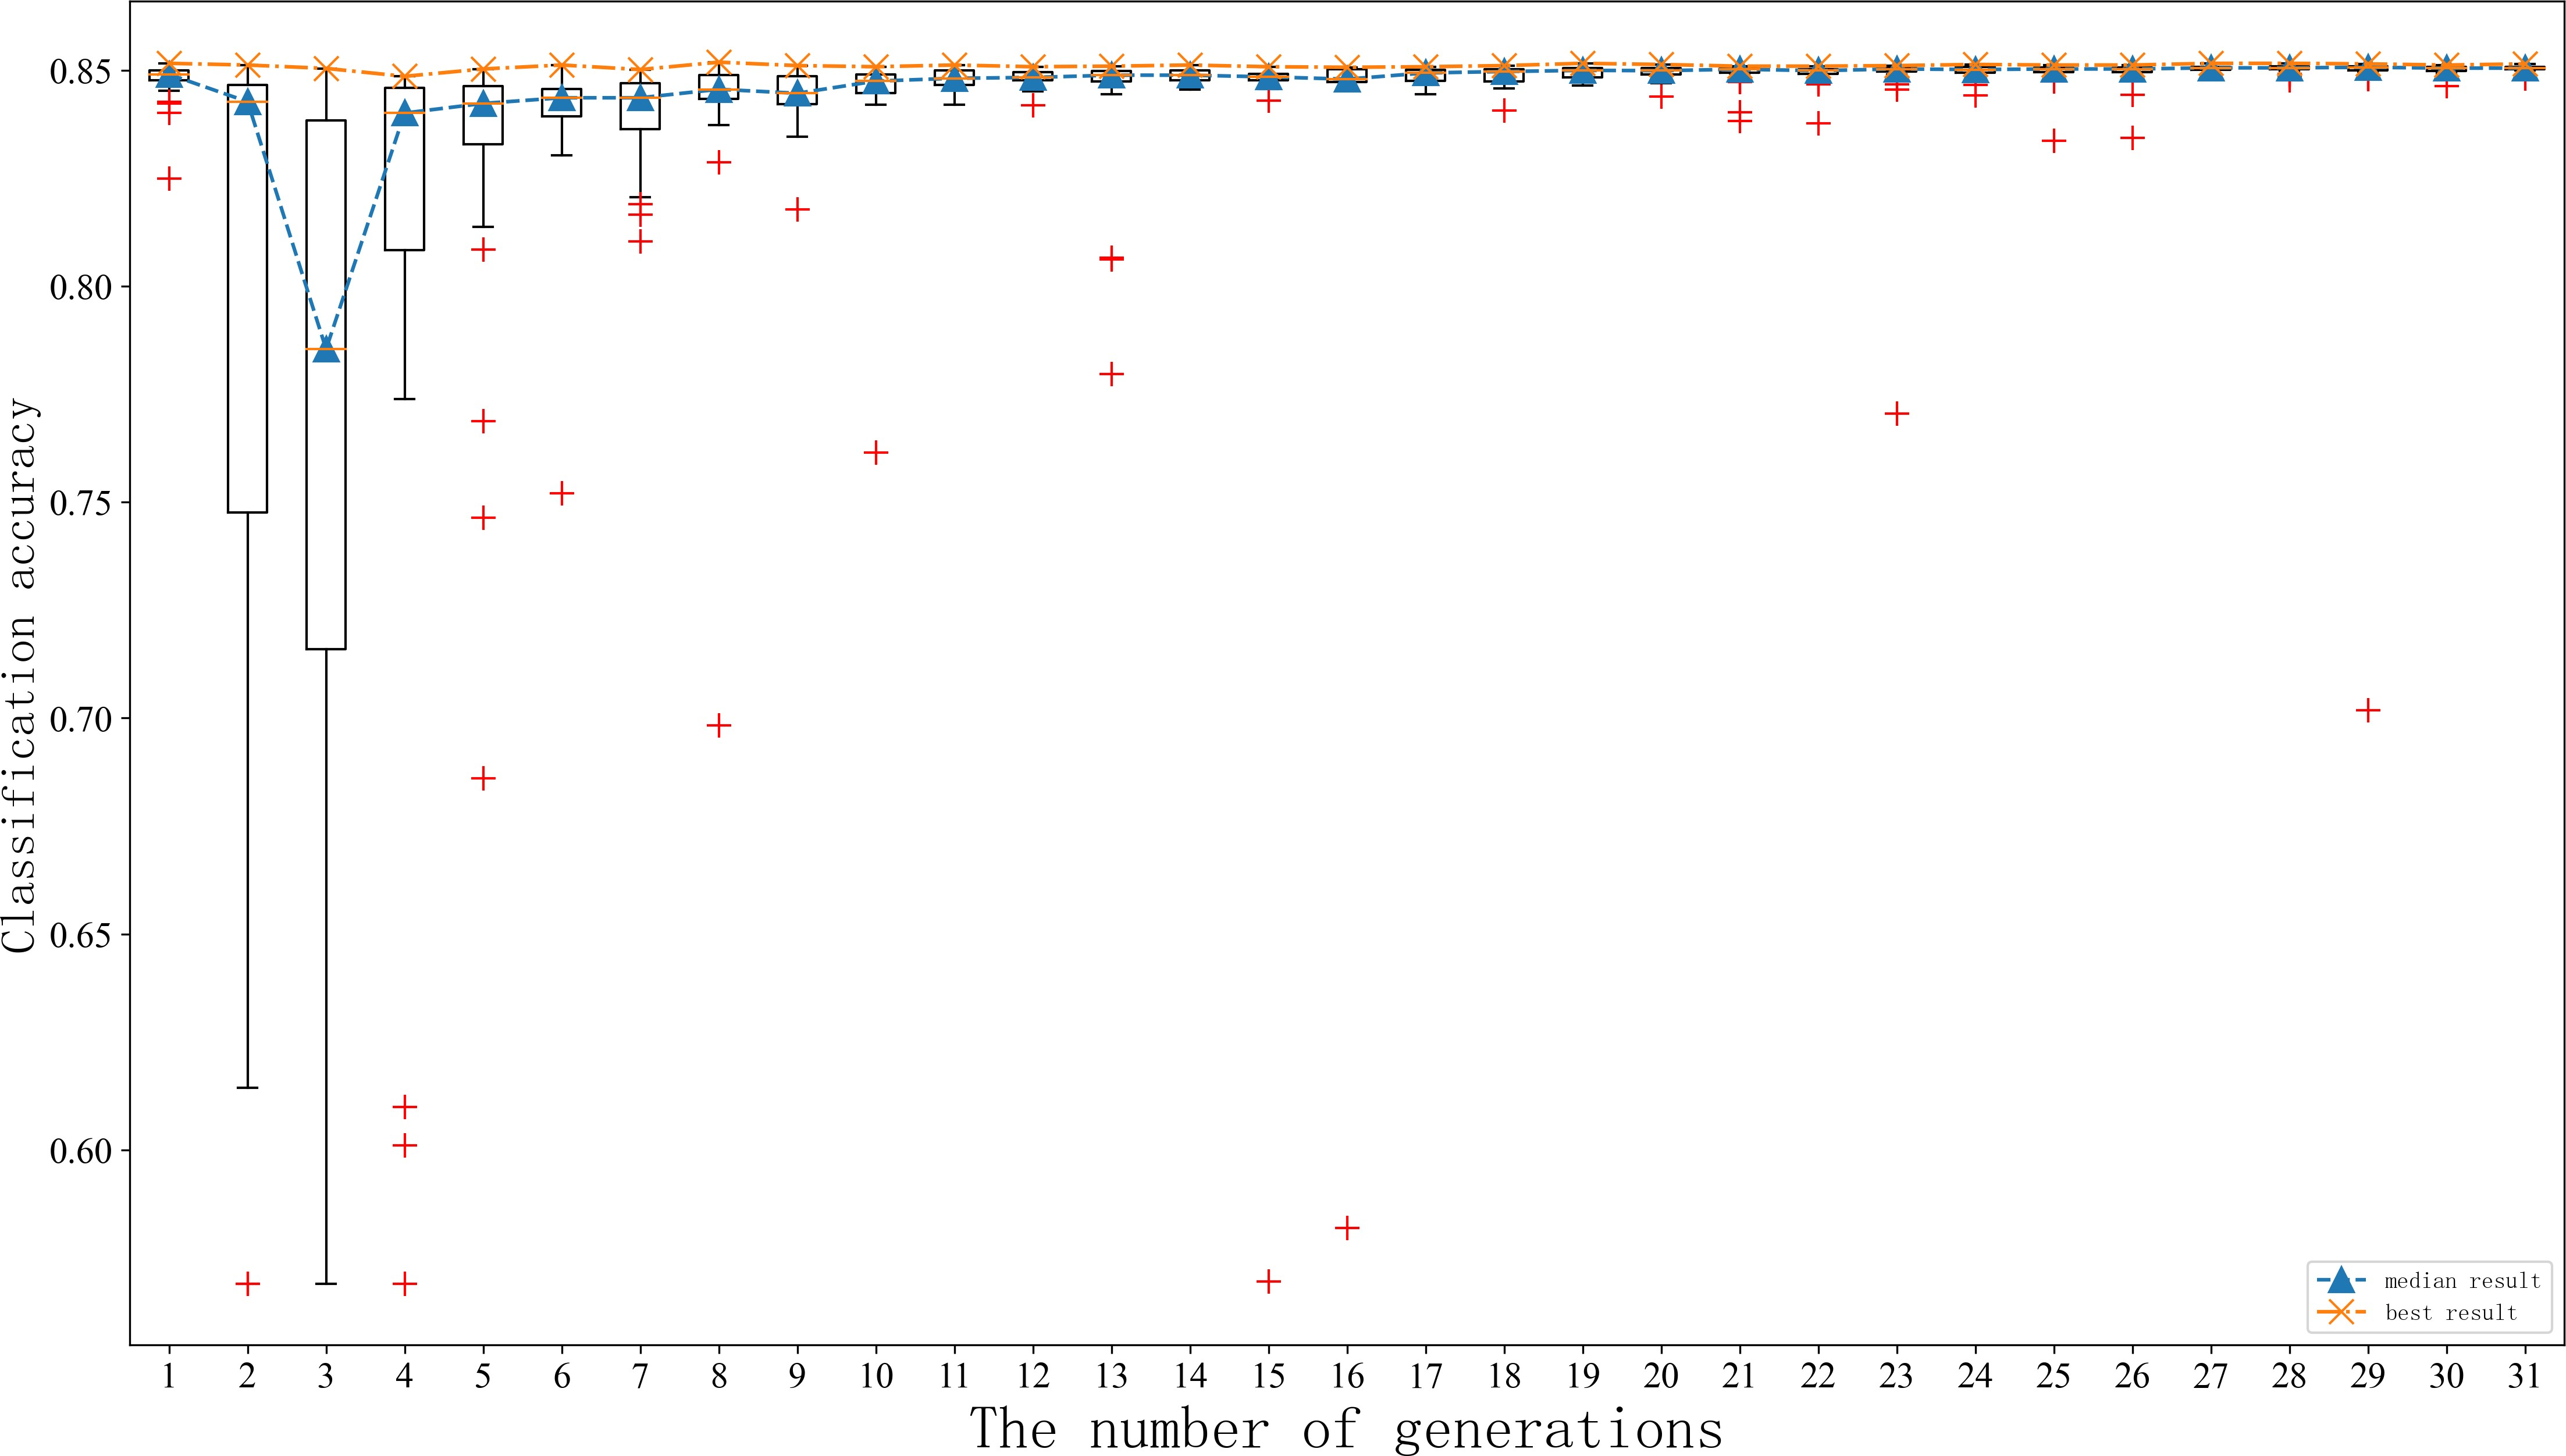 Classification accuracy
0.85
0.80
0.75
0.70
0.65
0.60
1 2 3 4 5 6 7 8 9 10 11 12 13 14 15 16 17 18 19 20 21 22 23 24 25 26 27 28 29 30 31
The number of generations
median result
best result